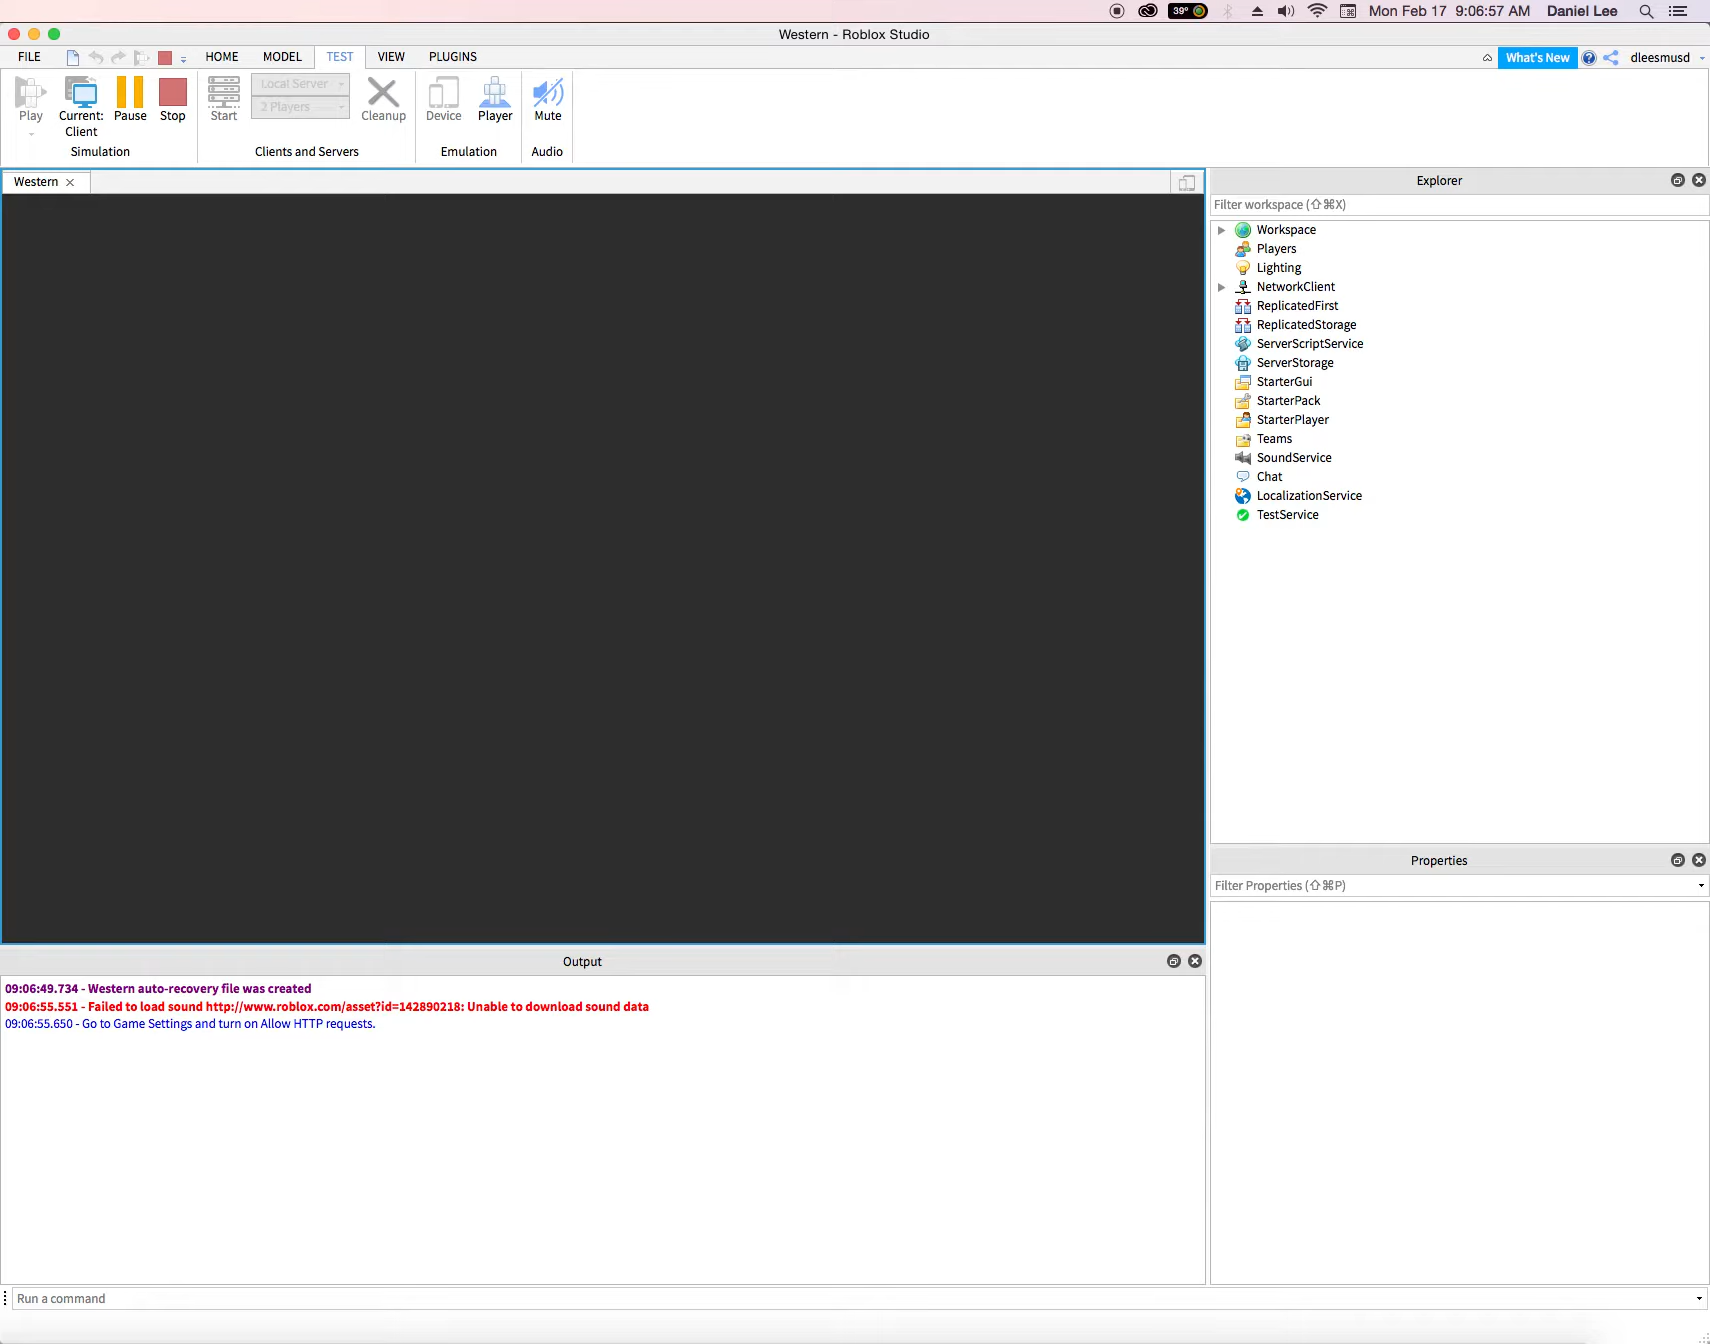 39° Mon Feb 17 9:06:57 AM Daniel Lee
Western - Roblox Studio
FILE HOME MODEL TEST VIEW PLUGINS What's New dleesmusd
Play
Current:
Client
Pause
Stop
Simulation
Start
Local Server
2 Players
Cleanup
Clients and Servers
Device
Player
Emulation
Mute
Audio
Western
Explorer
Filter workspace (⇧⌘X)
Workspace
Players
Lighting
NetworkClient
ReplicatedFirst
ReplicatedStorage
ServerScriptService
ServerStorage
StarterGui
StarterPack
StarterPlayer
Teams
SoundService
Chat
LocalizationService
TestService
Properties
Filter Properties (⇧⌘P)
Output
09:06:49.734 - Western auto-recovery file was created
09:06:55.551 - Failed to load sound http://www.roblox.com/asset?id=142890218: Unable to download sound data
09:06:55.650 - Go to Game Settings and turn on Allow HTTP requests.
Run a command